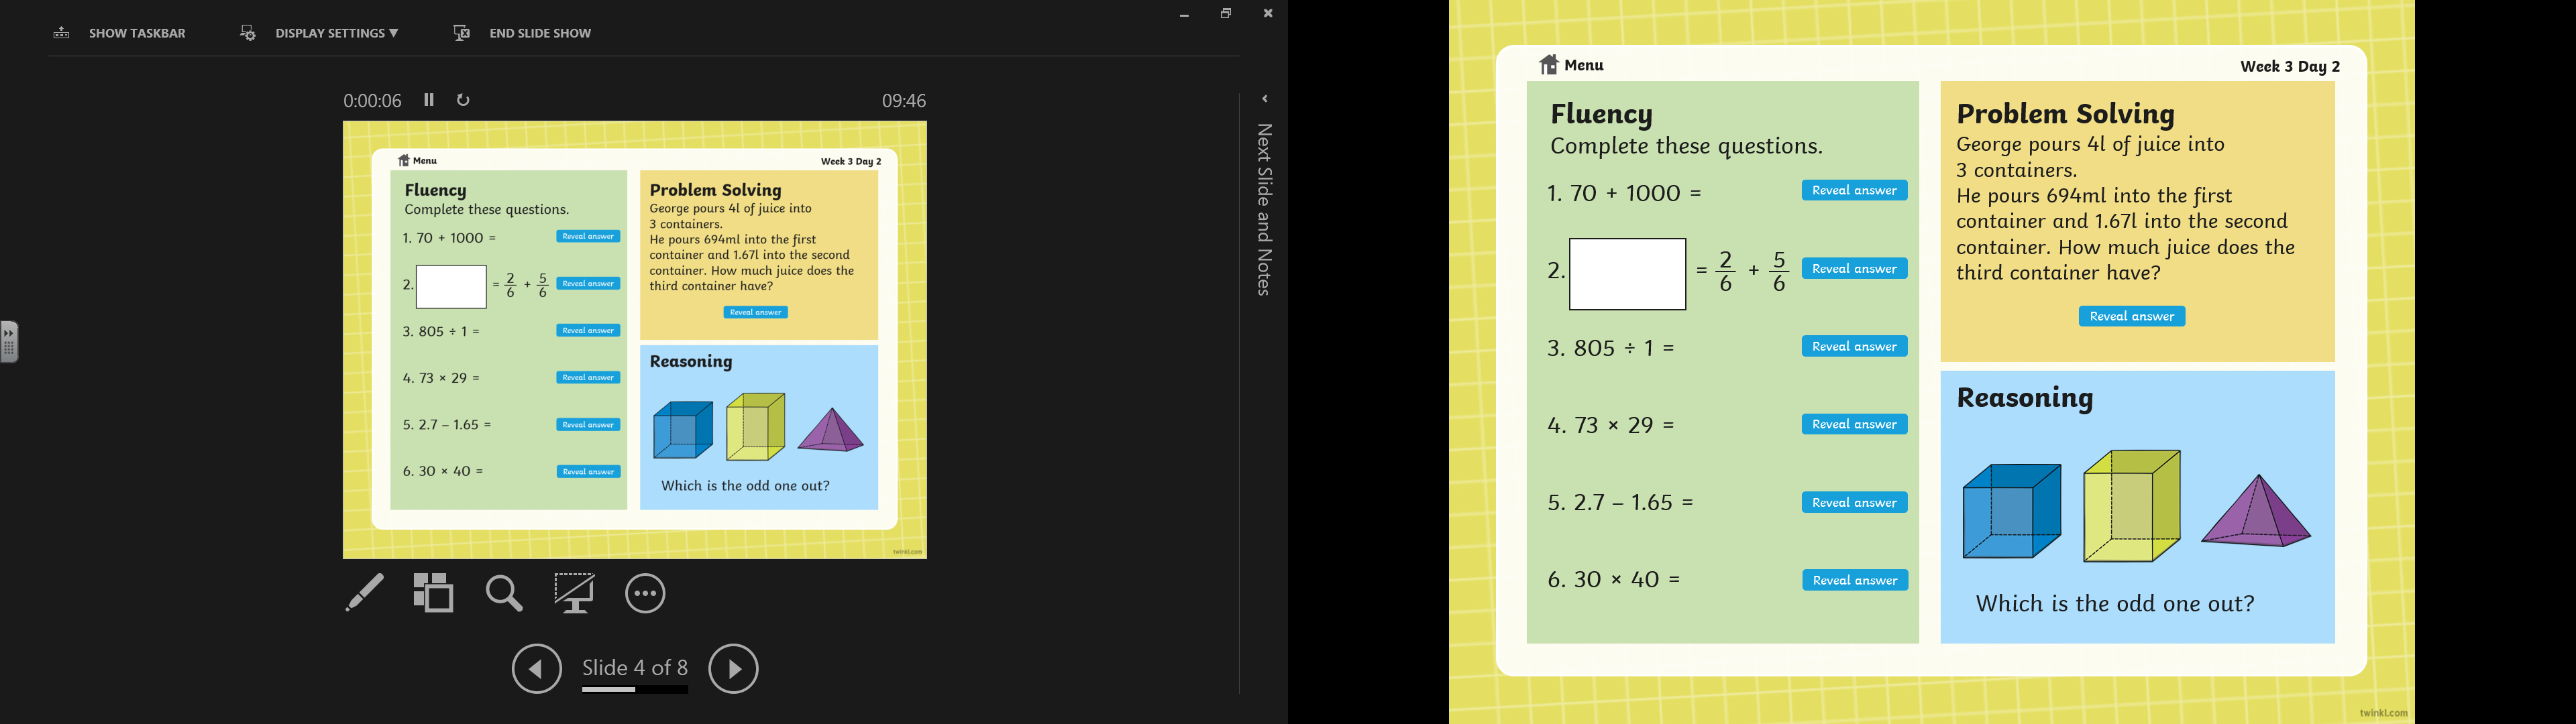 SHOW TASKBAR
DISPLAY SETTINGS ▼
END SLIDE SHOW
0:00:06
09:46
Next Slide and Notes
Menu
Week 3 Day 2
Fluency
Complete these questions.
1. 70 + 1000 =
Reveal answer
2. = 2/6 + 5/6
Reveal answer
3. 805 ÷ 1 =
Reveal answer
4. 73 × 29 =
Reveal answer
5. 2.7 – 1.65 =
Reveal answer
6. 30 × 40 =
Reveal answer
Problem Solving
George pours 4l of juice into
3 containers.
He pours 694ml into the first
container and 1.67l into the second
container. How much juice does the
third container have?
Reveal answer
Reasoning
Which is the odd one out?
twinkl.com
Slide 4 of 8
Menu
Week 3 Day 2
Fluency
Complete these questions.
1. 70 + 1000 =
Reveal answer
2. = 2/6 + 5/6
Reveal answer
3. 805 ÷ 1 =
Reveal answer
4. 73 × 29 =
Reveal answer
5. 2.7 – 1.65 =
Reveal answer
6. 30 × 40 =
Reveal answer
Problem Solving
George pours 4l of juice into
3 containers.
He pours 694ml into the first
container and 1.67l into the second
container. How much juice does the
third container have?
Reveal answer
Reasoning
Which is the odd one out?
twinkl.com